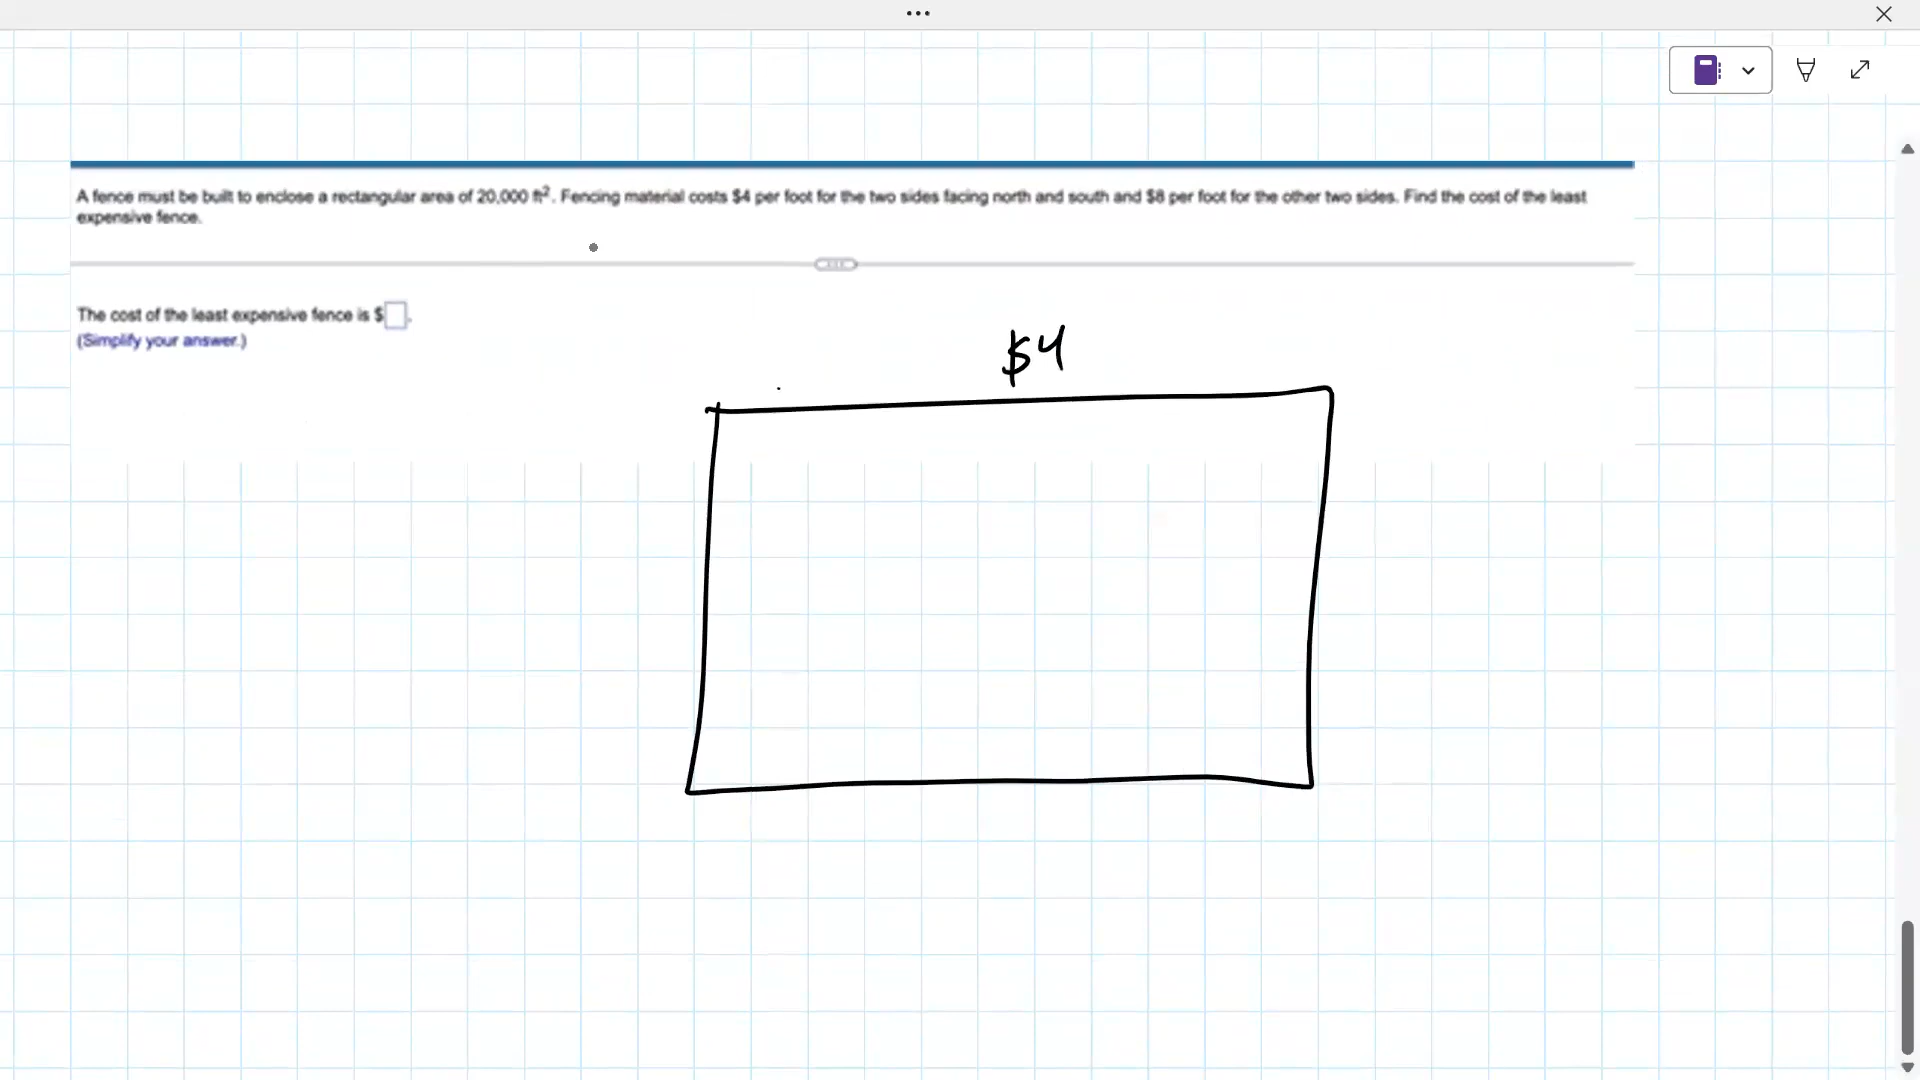 A fence must be built to enclose a rectangular area of 20,000 ft². Fencing material costs $4 per foot for the two sides facing north and south and $8 per foot for the other two sides. Find the cost of the least
expensive fence.
The cost of the least expensive fence is $ .
(Simplify your answer.)
$4